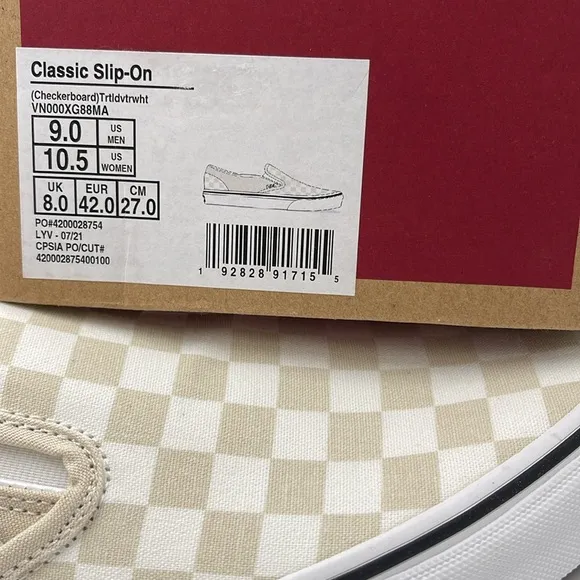 Classic Slip-On
(Checkerboard)Trtldvtrwht
VN000XG88MA
9.0 US MEN
10.5 US WOMEN
UK 8.0 EUR 42.0 CM 27.0
PO#4200028754
LYV - 07/21
CPSIA PO/CUT#
420002875400100
1 92828 91715 5